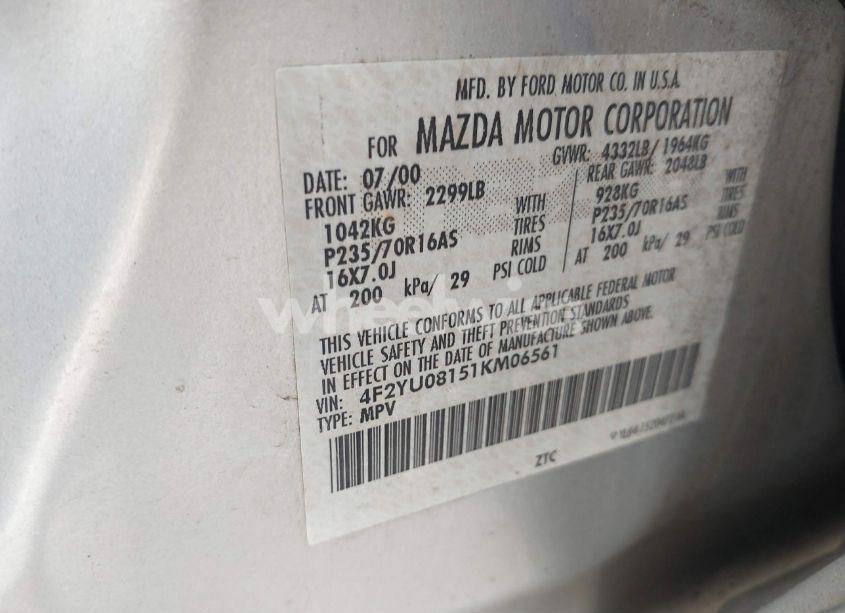 MFD. BY FORD MOTOR CO. IN U.S.A.
FOR MAZDA MOTOR CORPORATION
DATE: 07/00 GVWR: 4332LB/ 1964KG
FRONT GAWR: 2299LB REAR GAWR: 2048LB
1042KG WITH 928KG WITH
P235/70R16AS TIRES P235/70R16AS TIRES
16X7.0J RIMS 16X7.0J RIMS
AT 200 kPa/ 29 PSI COLD AT 200 kPa/ 29 PSI COLD
THIS VEHICLE CONFORMS TO ALL APPLICABLE FEDERAL MOTOR
VEHICLE SAFETY AND THEFT PREVENTION STANDARDS
IN EFFECT ON THE DATE OF MANUFACTURE SHOWN ABOVE.
VIN: 4F2YU08151KM06561
TYPE: MPV
ZTC